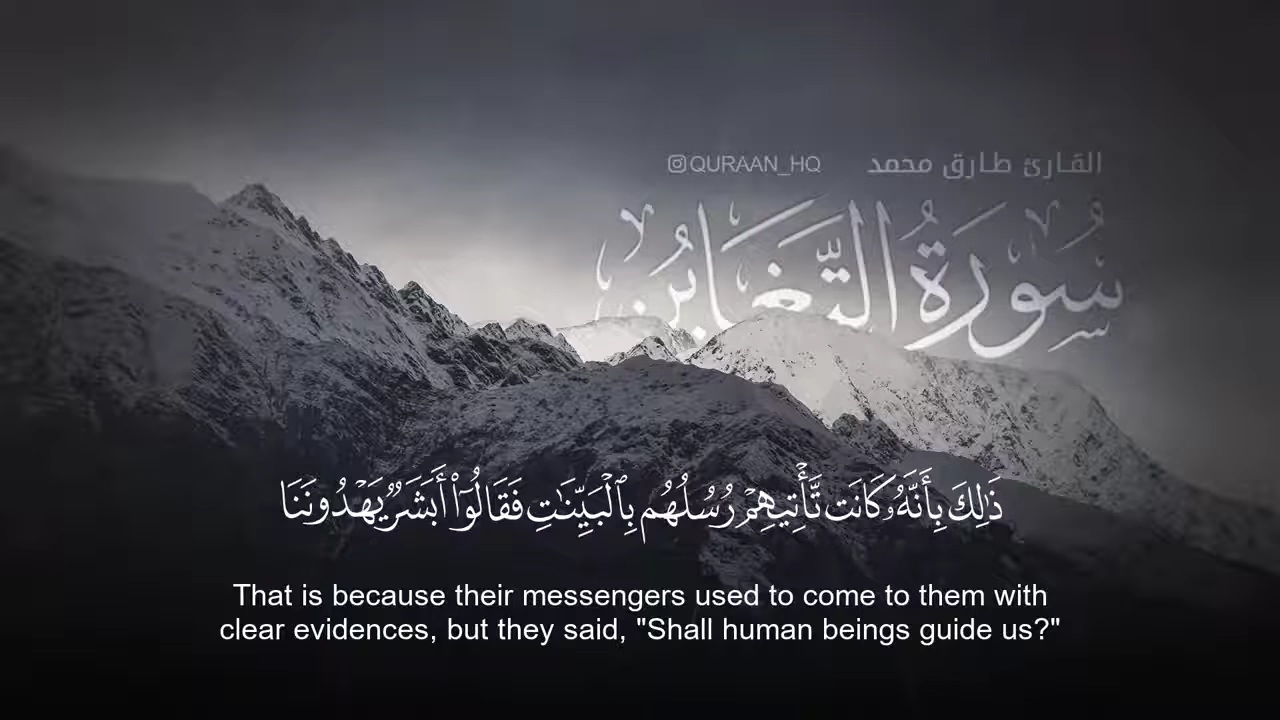 QURAAN_HQ
القارئ طارق محمد
سُورَةُ التَّغَابُنِ
ذَٰلِكَ بِأَنَّهُۥ كَانَت تَّأْتِيهِمْ رُسُلُهُم بِٱلْبَيِّنَـٰتِ فَقَالُوٓا۟ أَبَشَرٌ يَهْدُونَنَا
That is because their messengers used to come to them with
clear evidences, but they said, "Shall human beings guide us?"